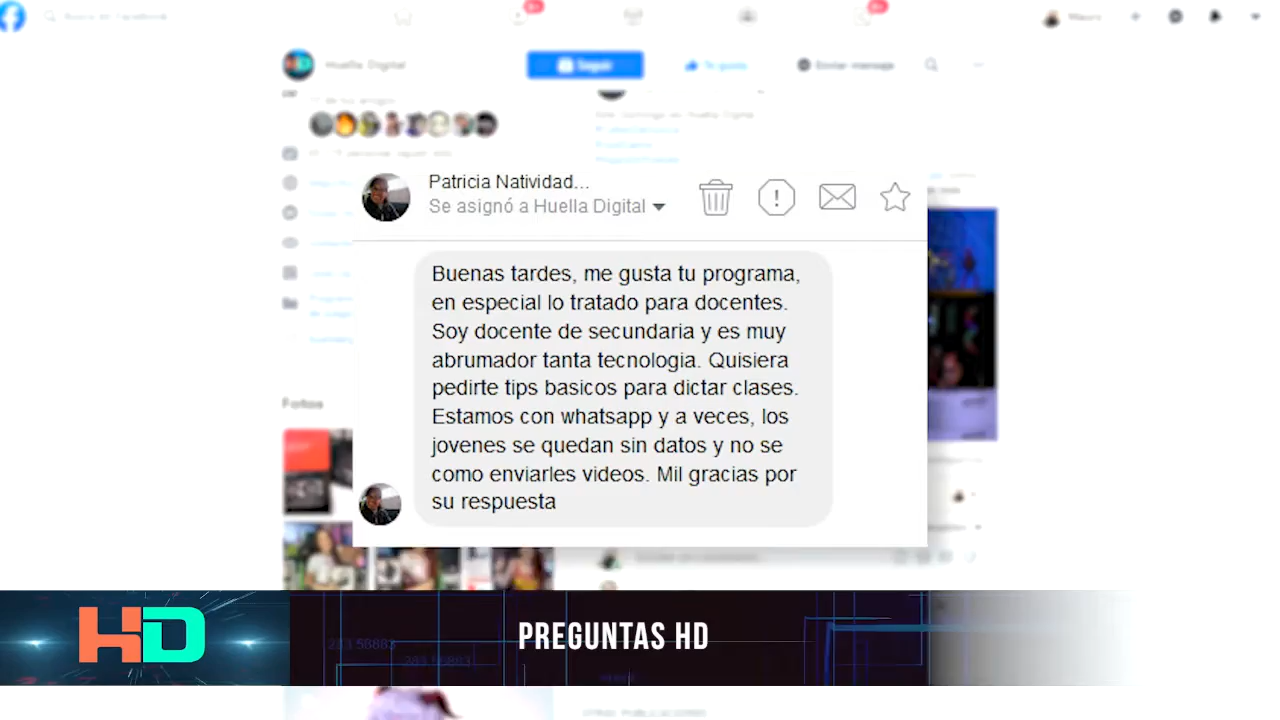 Huella Digital
Seguir
Te gusta
Enviar mensaje
Patricia Natividad...
Se asignó a Huella Digital
Buenas tardes, me gusta tu programa,
en especial lo tratado para docentes.
Soy docente de secundaria y es muy
abrumador tanta tecnologia. Quisiera
pedirte tips basicos para dictar clases.
Estamos con whatsapp y a veces, los
jovenes se quedan sin datos y no se
como enviarles videos. Mil gracias por
su respuesta
Fotos
HD
PREGUNTAS HD